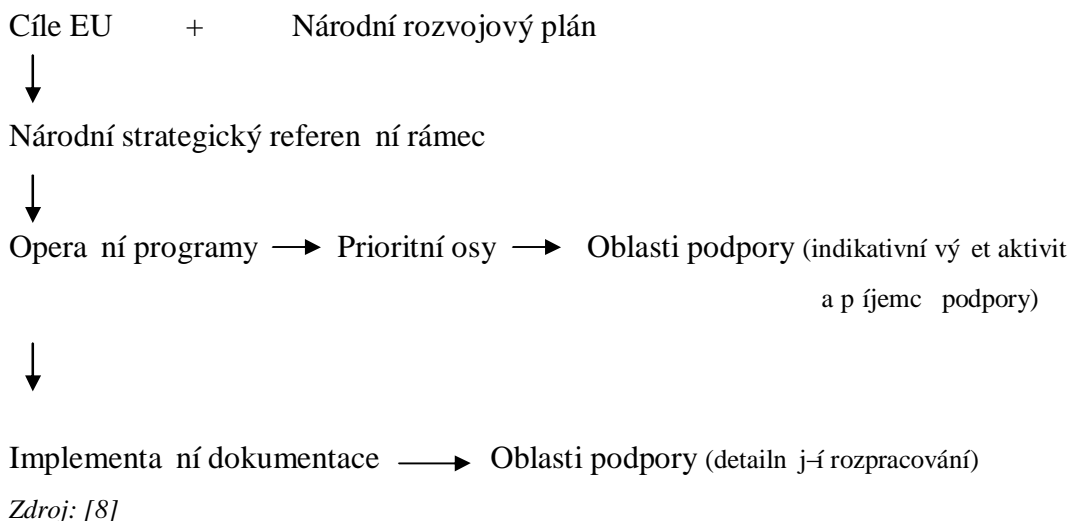 Cíle EU + Národní rozvojový plán
Národní strategický referen ní rámec
Opera ní programy Prioritní osy Oblasti podpory (indikativní vý et aktivit
a p íjemc podpory)
Implementa ní dokumentace Oblasti podpory (detailn j–í rozpracování)
Zdroj: [8]